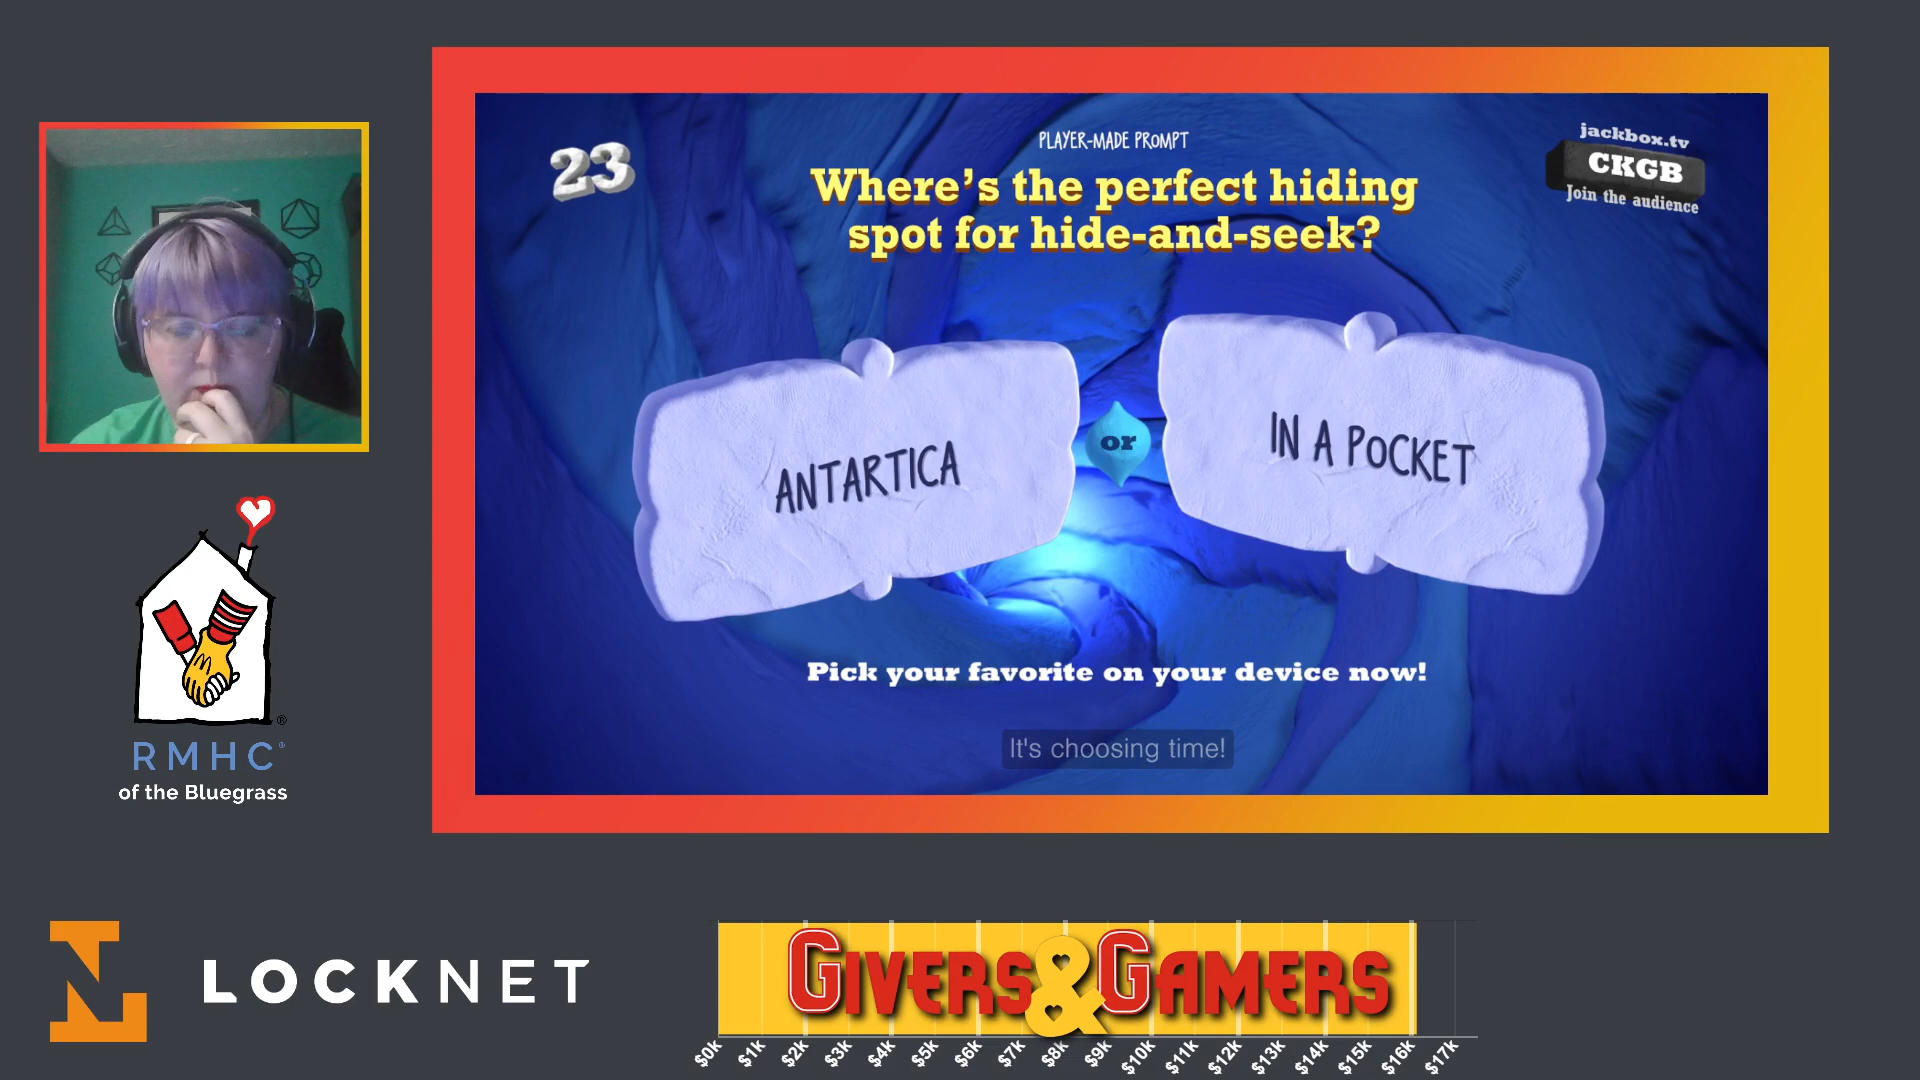 23
PLAYER-MADE PROMPT
Where's the perfect hiding
spot for hide-and-seek?
jackbox.tv
CKGB
Join the audience
ANTARTICA
or
IN A POCKET
Pick your favorite on your device now!
It's choosing time!
RMHC®
of the Bluegrass
LOCKNET
GIVERS & GAMERS
$0k $1k $2k $3k $4k $5k $6k $7k $8k $9k $10k $11k $12k $13k $14k $15k $16k $17k